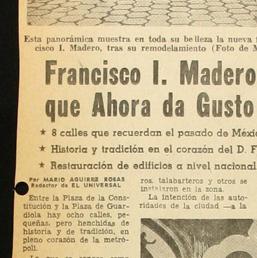 Esta panorámica muestra en toda su belleza la nueva
cisco I. Madero, tras su remodelamiento (Foto de M
Francisco I. Madero
que Ahora da Gusto
★ 8 calles que recuerdan el pasado de Méxi
★ Historia y tradición en el corazón del D. F
★ Restauración de edificios a nivel nacional
Por MARIO AGUIRRE ROSAS
Redactor de EL UNIVERSAL
Entre la Plaza de la Cons-
titución y la Plaza de Guar-
diola hay ocho calles, pe-
queñas, pero henchidas de
historia y de tradición, en
pleno corazón de la metró-
poli.
ros, talabarteros y otros se
instalaron en la zona.
La intención de las auto-
ridades de la ciudad —a la